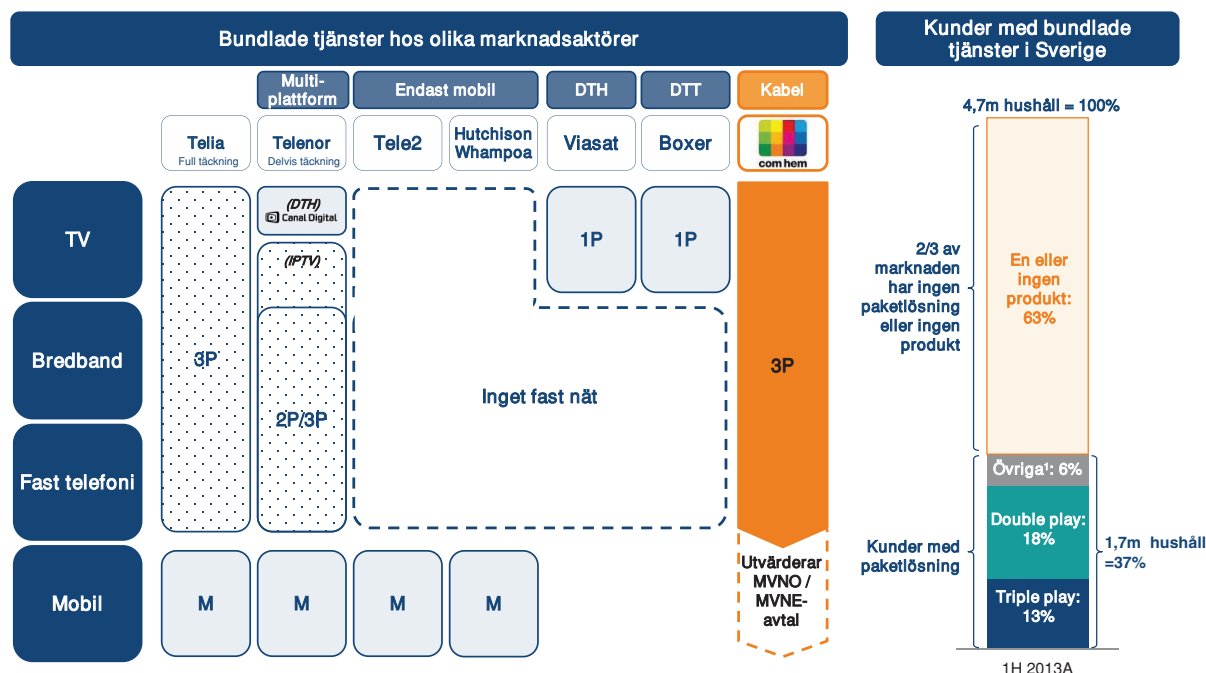 Bundlade tjänster hos olika marknadsaktörer
Kunder med bundlade
tjänster i Sverige
Multi-
plattform
Endast mobil
DTH
DTT
Kabel
Telia
Full täckning
Telenor
Delvis täckning
Tele2
Hutchison
Whampoa
Viasat
Boxer
com hem
TV
Bredband
Fast telefoni
Mobil
(DTH)
Canal Digital
(IPTV)
1P
1P
3P
2P/3P
Inget fast nät
3P
M
M
M
M
Utvärderar
MVNO /
MVNE-
avtal
4,7m hushåll = 100%
2/3 av
marknaden
har ingen
paketlösning
eller ingen
produkt
En eller
ingen
produkt:
63%
Övriga¹: 6%
Double play:
18%
Triple play:
13%
Kunder med
paketlösning
1,7m hushåll
=37%
1H 2013A